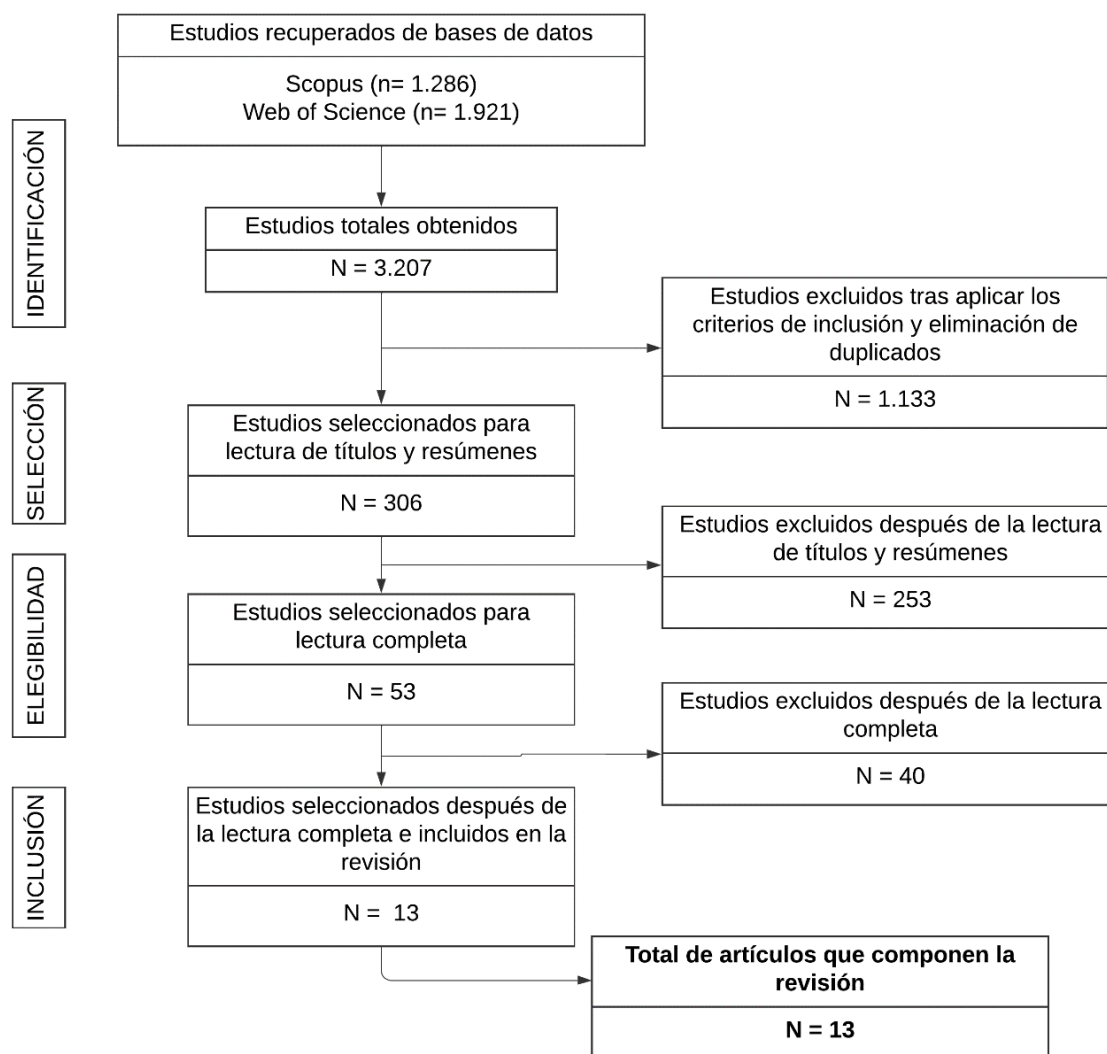 Estudios recuperados de bases de datos
Scopus (n= 1.286)
Web of Science (n= 1.921)
IDENTIFICACIÓN
Estudios totales obtenidos
N = 3.207
Estudios excluidos tras aplicar los
criterios de inclusión y eliminación de
duplicados
N = 1.133
SELECCIÓN
Estudios seleccionados para
lectura de títulos y resúmenes
N = 306
Estudios excluidos después de la lectura
de títulos y resúmenes
N = 253
ELEGIBILIDAD
Estudios seleccionados para
lectura completa
N = 53
Estudios excluidos después de la lectura
completa
N = 40
INCLUSIÓN
Estudios seleccionados después de
la lectura completa e incluidos en la
revisión
N =  13
Total de artículos que componen la
revisión
N = 13